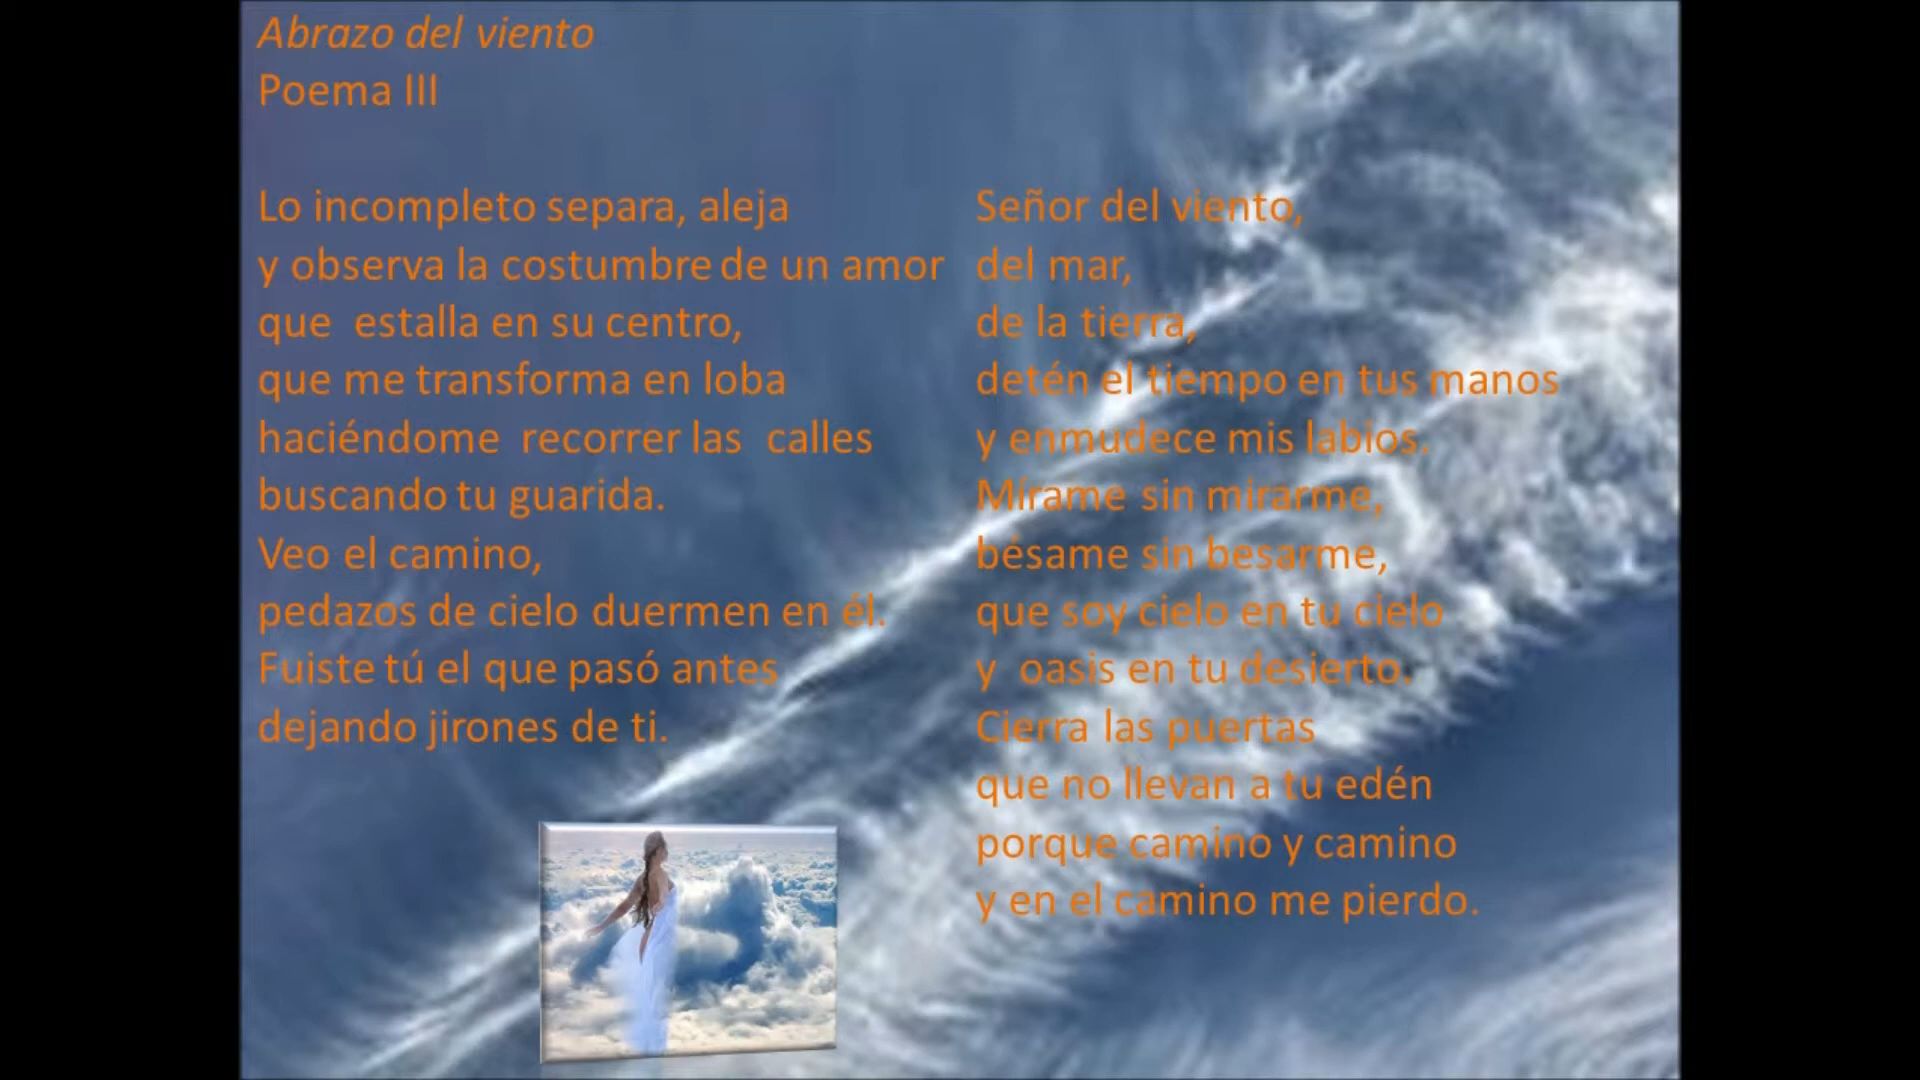 Abrazo del viento
Poema III
Lo incompleto separa, aleja
y observa la costumbre de un amor
que estalla en su centro,
que me transforma en loba
haciéndome recorrer las calles
buscando tu guarida.
Veo el camino,
pedazos de cielo duermen en él.
Fuiste tú el que pasó antes
dejando jirones de ti.
Señor del viento,
del mar,
de la tierra,
detén el tiempo en tus manos
y enmudece mis labios.
Mírame sin mirarme,
bésame sin besarme,
que soy cielo en tu cielo
y oasis en tu desierto.
Cierra las puertas
que no llevan a tu edén
porque camino y camino
y en el camino me pierdo.